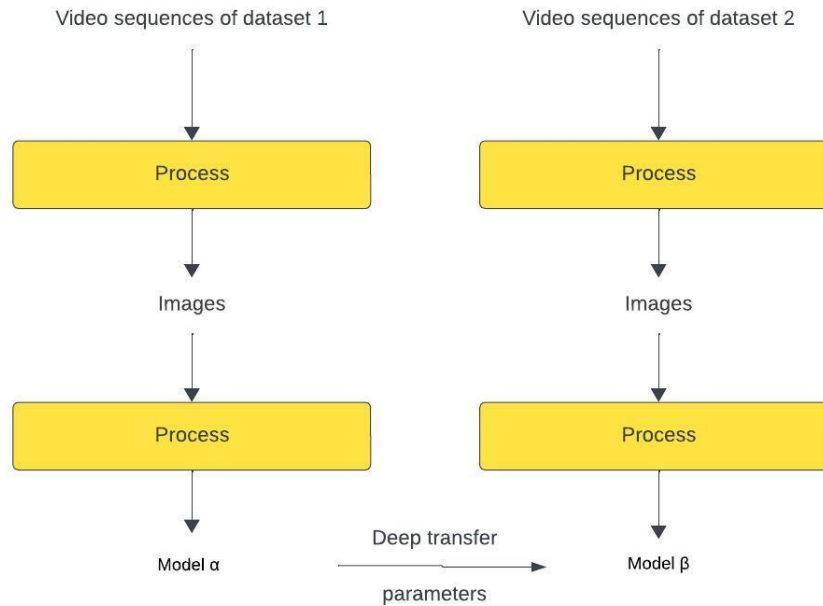 Video sequences of dataset 1
Video sequences of dataset 2
Process
Process
Images
Images
Process
Process
Model α
Deep transfer
parameters
Model β